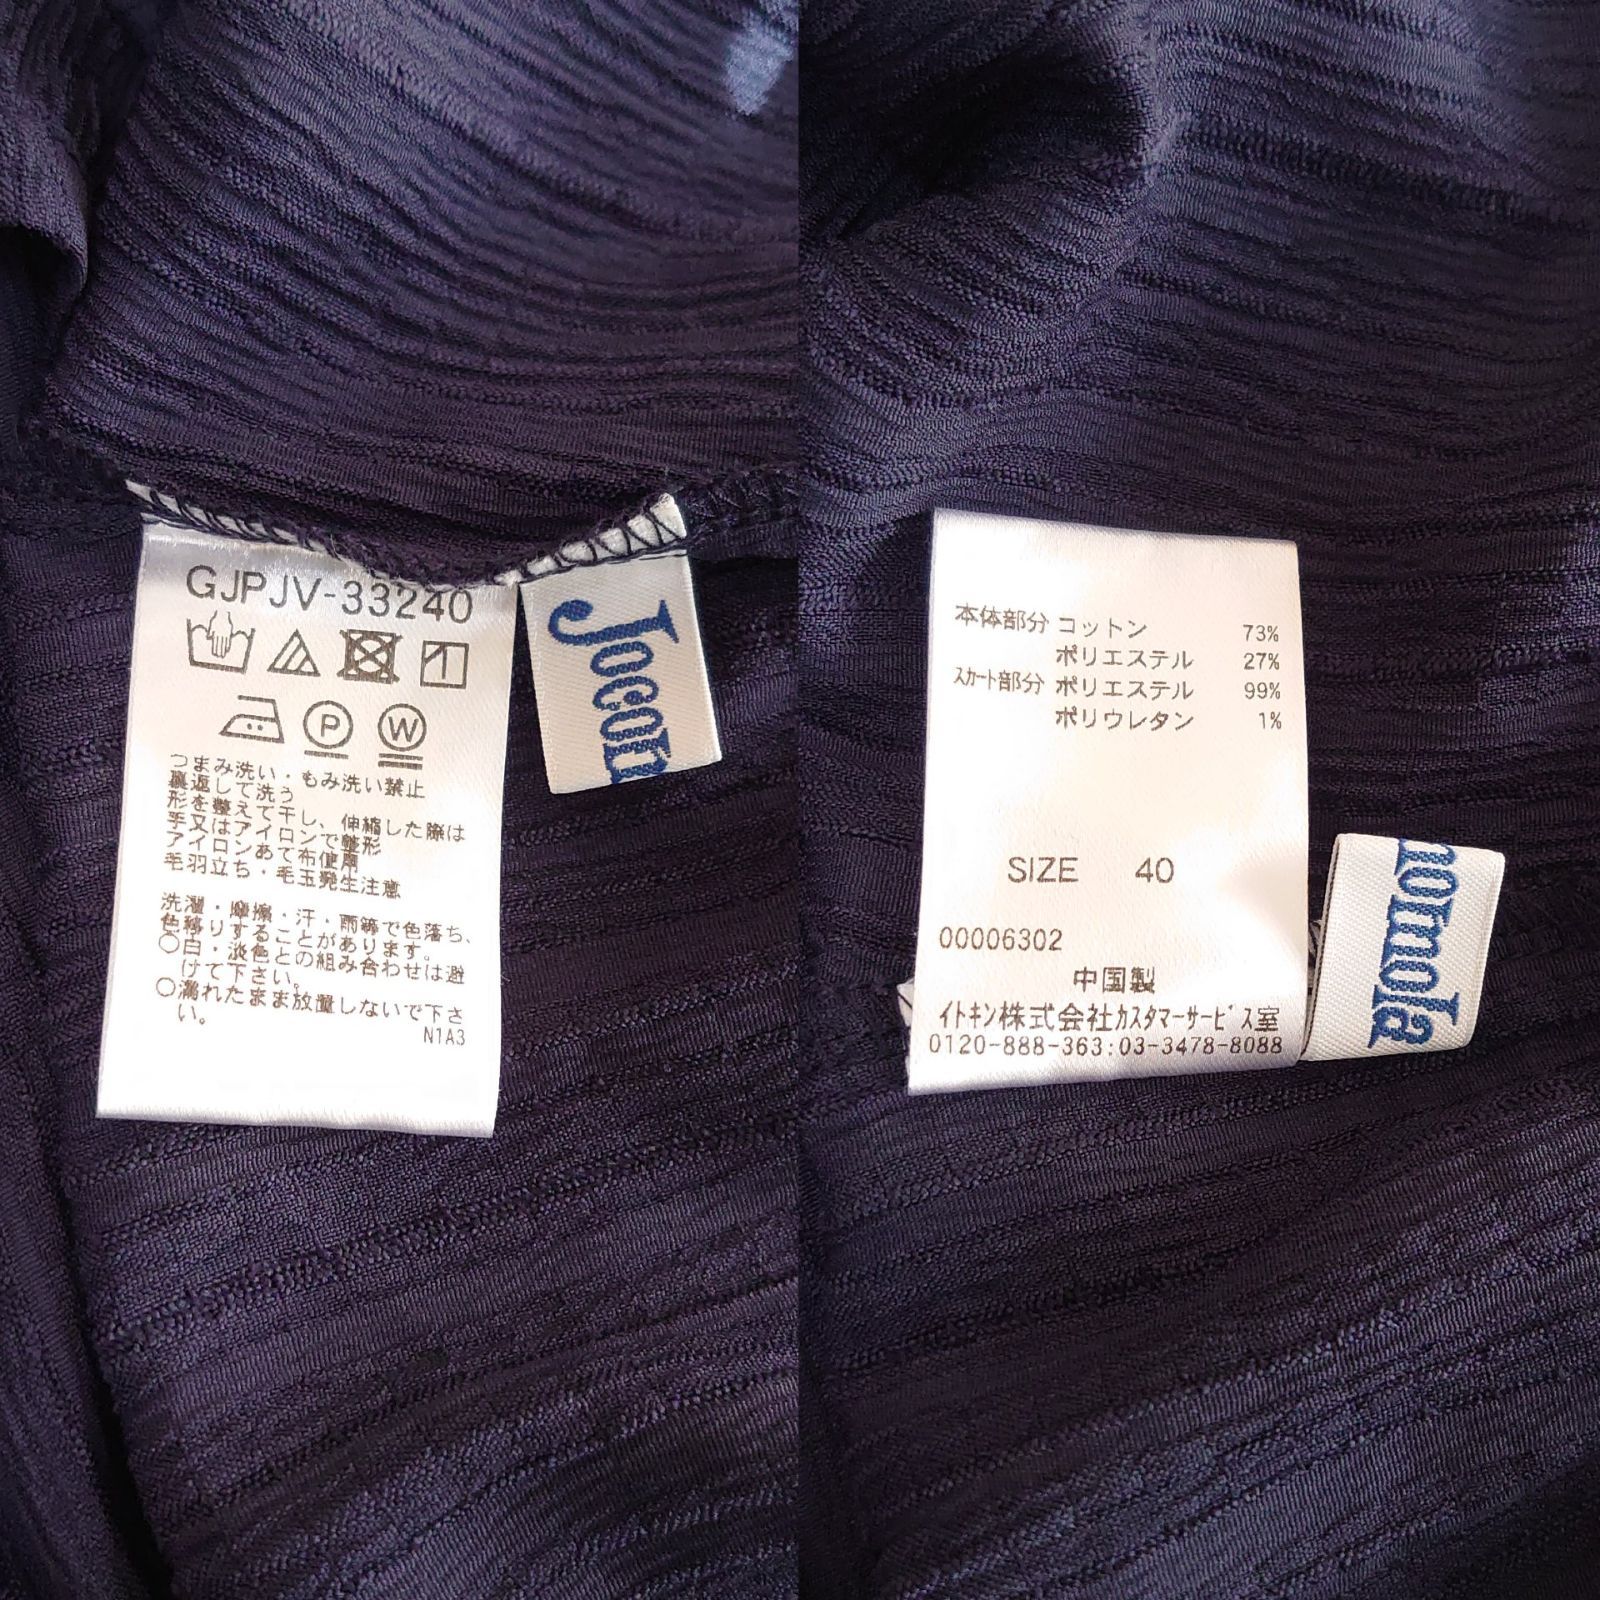 GJPJV-33240
P W
つまみ洗い・もみ洗い禁止
裏返して洗う
形を整えて干し、伸縮した際は
手又はアイロンで整形
アイロンあて布使用
毛羽立ち・毛玉発生注意
洗濯・摩擦・汗・雨等で色落ち、
色移りすることがあります。
○白・淡色との組み合わせは避
けて下さい。
○濡れたまま放置しないで下さ
い。
N1A3
Jocom
本体部分 コットン 73%
ポリエステル 27%
スカート部分 ポリエステル 99%
ポリウレタン 1%
SIZE 40
00006302
中国製
イトキン株式会社カスタマーサービス室
0120-888-363:03-3478-8088
nomola